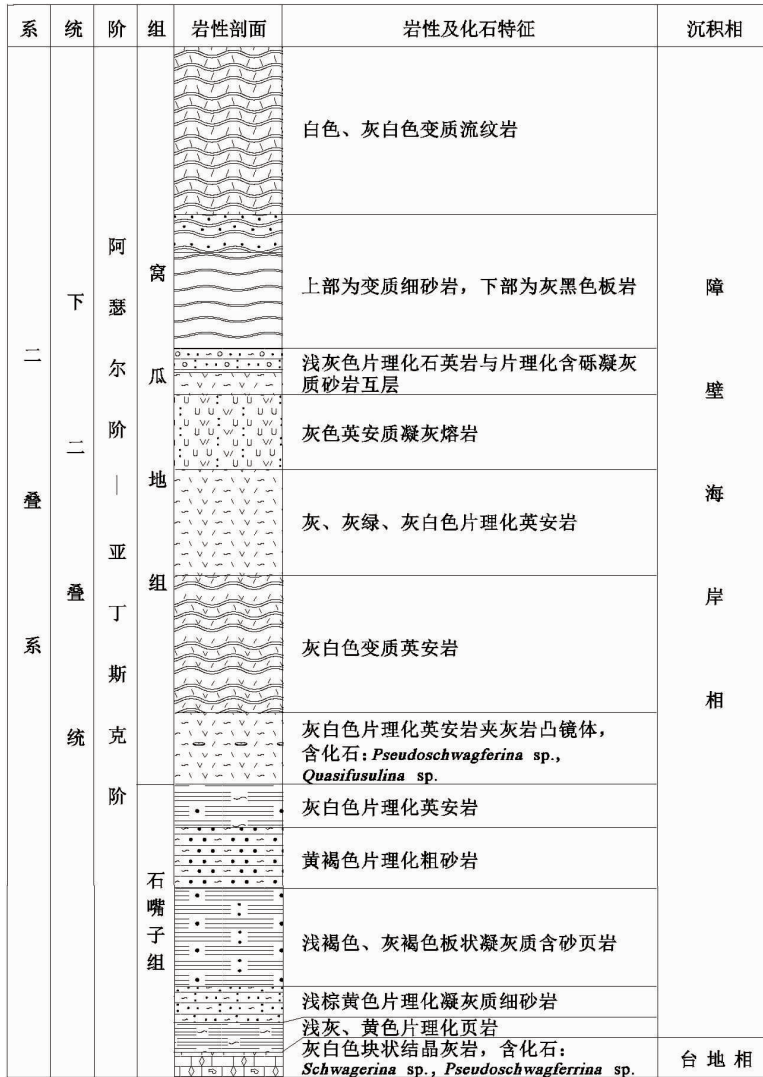 系 统 阶 组 岩性剖面 岩性及化石特征 沉积相
二叠系
下二叠统
阿瑟尔阶—亚丁斯克阶
窝瓜地组
白色、灰白色变质流纹岩
上部为变质细砂岩，下部为灰黑色板岩
浅灰色片理化石英岩与片理化含砾凝灰
质砂岩互层
灰色英安质凝灰熔岩
灰、灰绿、灰白色片理化英安岩
灰白色变质英安岩
灰白色片理化英安岩夹灰岩凸镜体，
含化石：Pseudoschwagferina sp.，
Quasifusulina sp.
石嘴子组
灰白色片理化英安岩
黄褐色片理化粗砂岩
浅褐色、灰褐色板状凝灰质含砂页岩
浅棕黄色片理化凝灰质细砂岩
浅灰、黄色片理化页岩
灰白色块状结晶灰岩，含化石：
Schwagerina sp.，Pseudoschwagferrina sp.
障壁海岸相
台地相